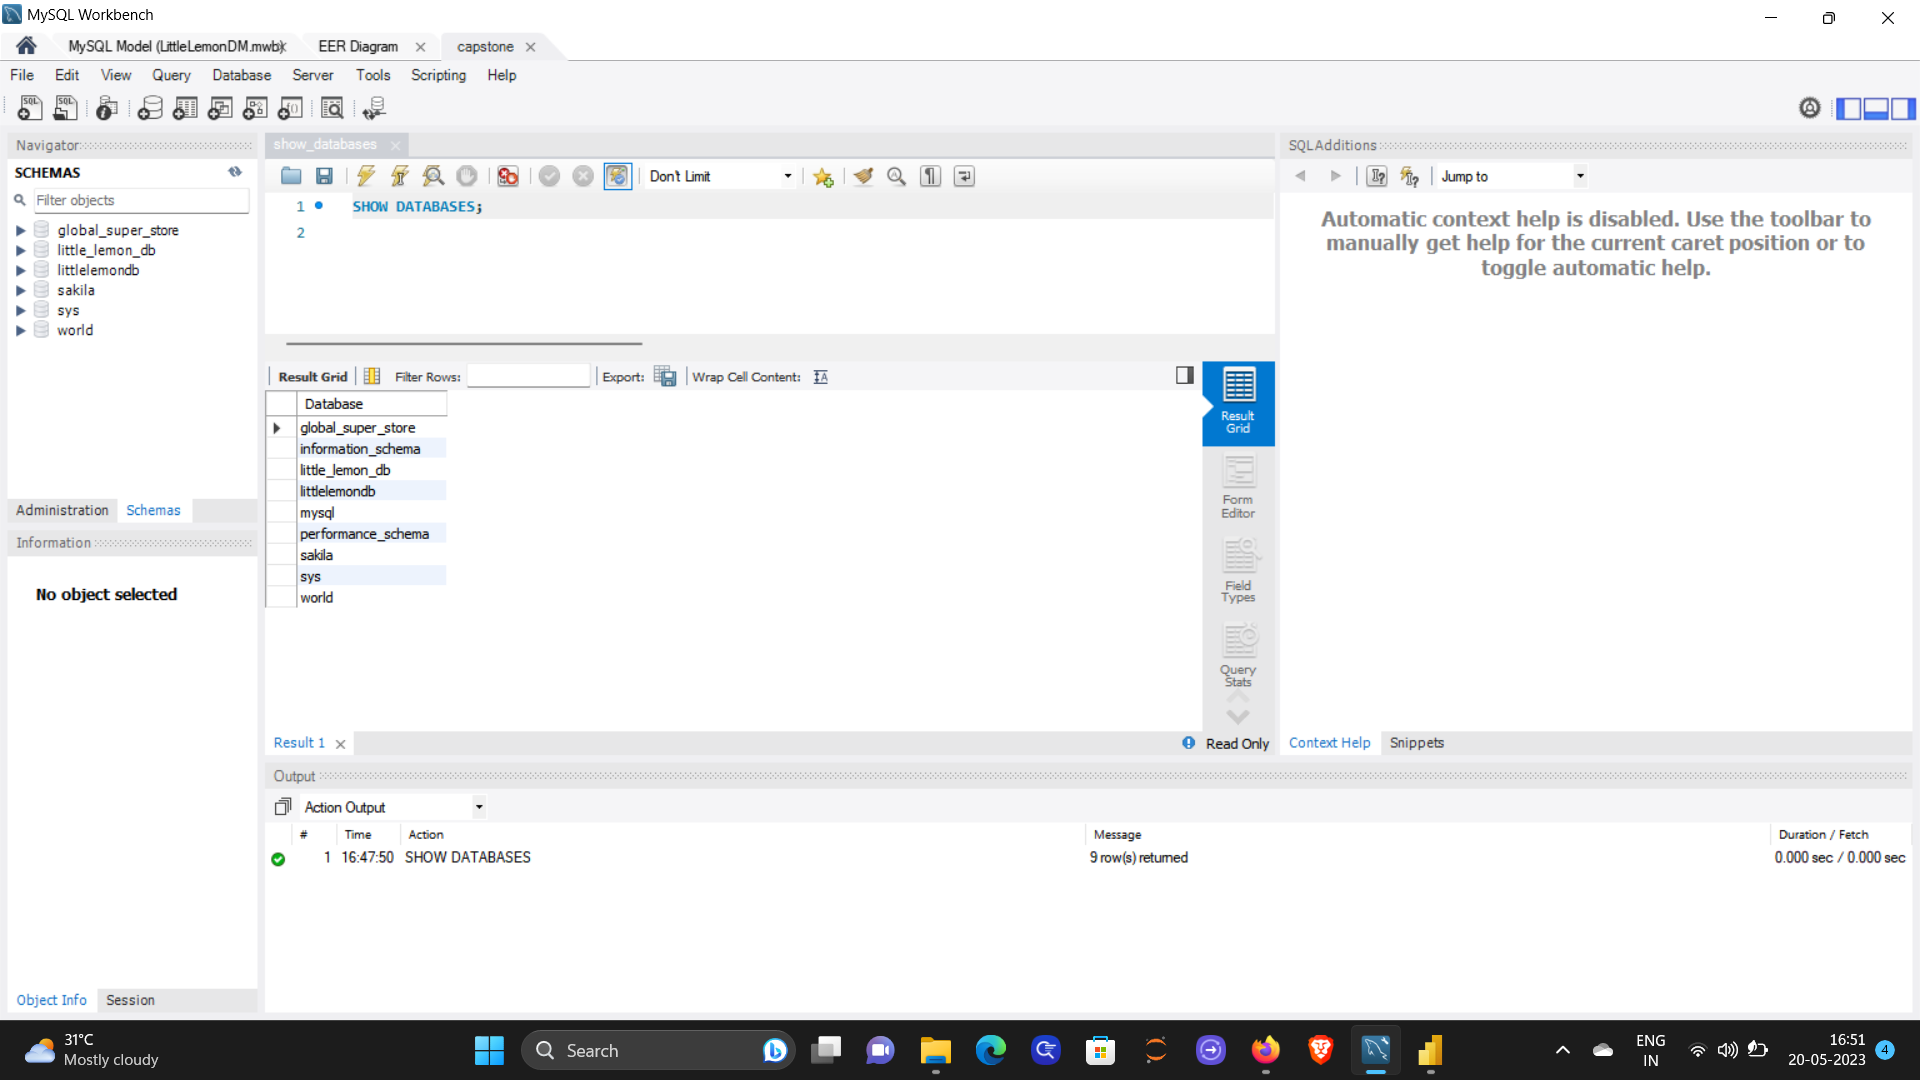 MySQL Workbench
MySQL Model (LittleLemonDM.mwb)
EER Diagram
capstone
File Edit View Query Database Server Tools Scripting Help
Navigator
SCHEMAS
Filter objects
global_super_store
little_lemon_db
littlelemondb
sakila
sys
world
Administration Schemas
Information
No object selected
Object Info Session
show_databases
Don't Limit
1 SHOW DATABASES;
2
Result Grid Filter Rows: Export: Wrap Cell Content:
Database
global_super_store
information_schema
little_lemon_db
littlelemondb
mysql
performance_schema
sakila
sys
world
Result
Grid
Form
Editor
Field
Types
Query
Stats
Result 1
Read Only
SQLAdditions
Jump to
Automatic context help is disabled. Use the toolbar to
manually get help for the current caret position or to
toggle automatic help.
Context Help Snippets
Output
Action Output
# Time Action Message Duration / Fetch
1 16:47:50 SHOW DATABASES 9 row(s) returned 0.000 sec / 0.000 sec
31°C
Mostly cloudy
Search
ENG
IN
16:51
20-05-2023
4